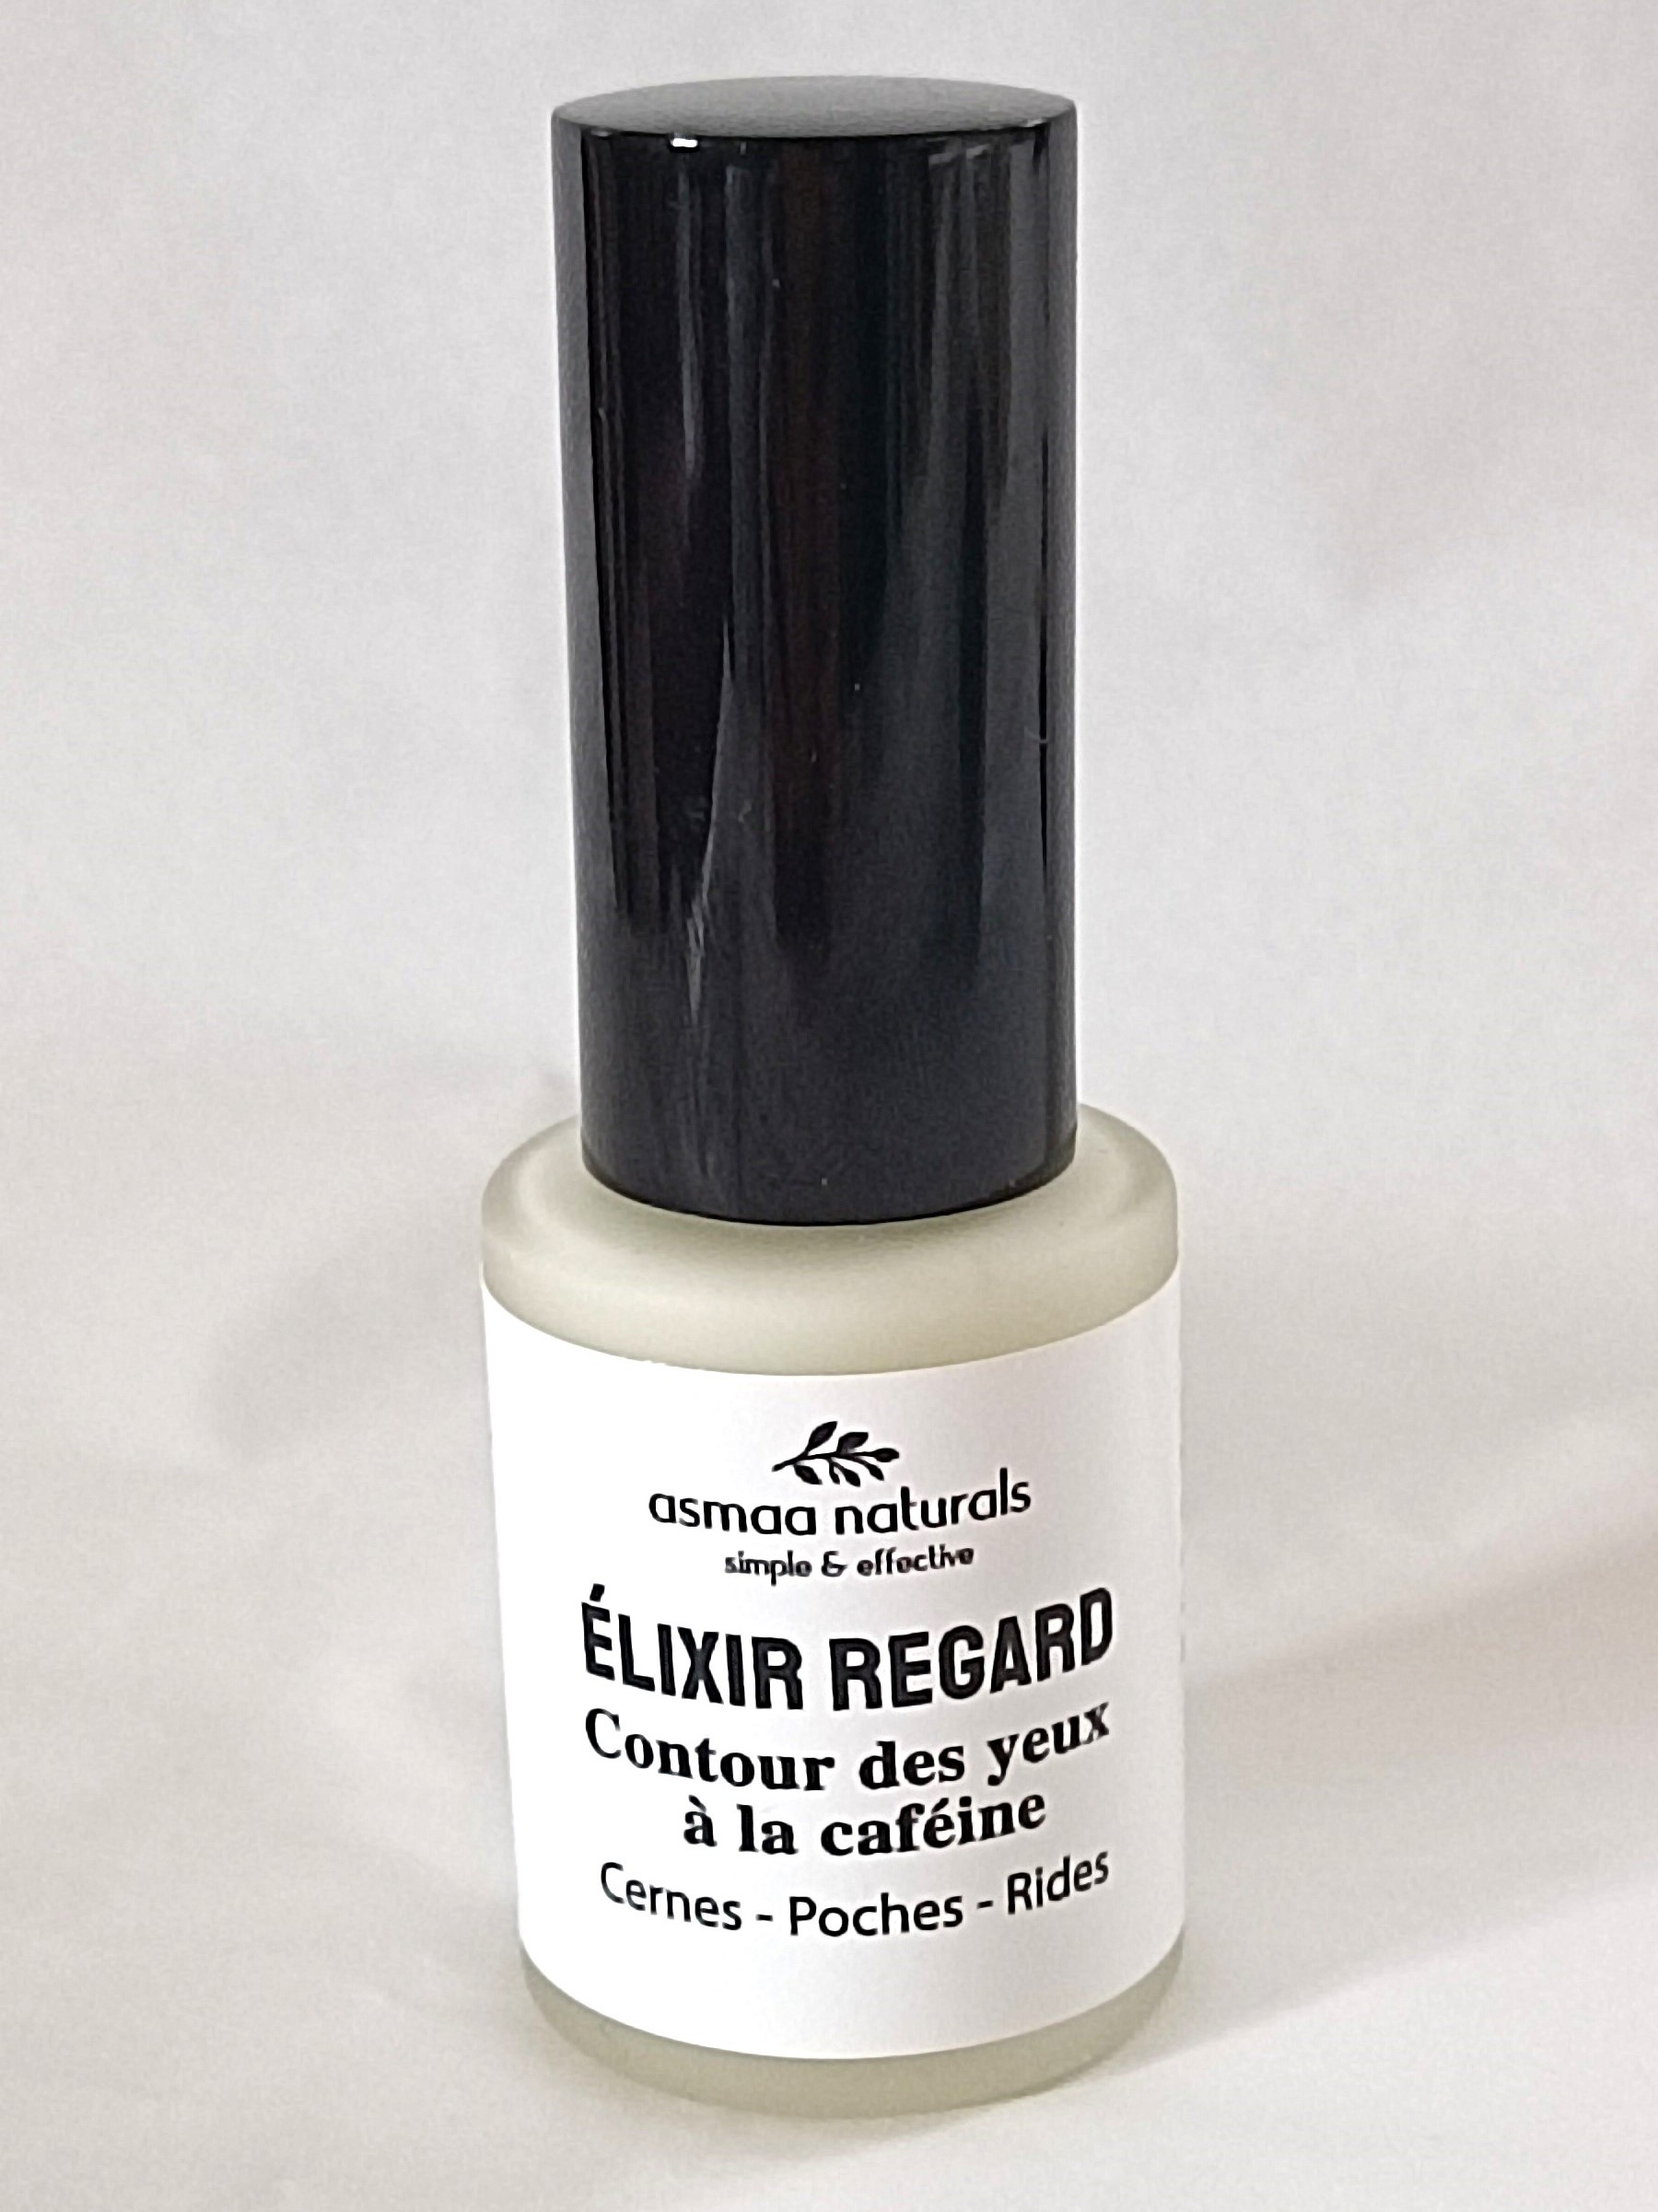 asmaa naturals
simple & effective
ÉLIXIR REGARD
Contour des yeux
à la caféine
Cernes - Poches - Rides